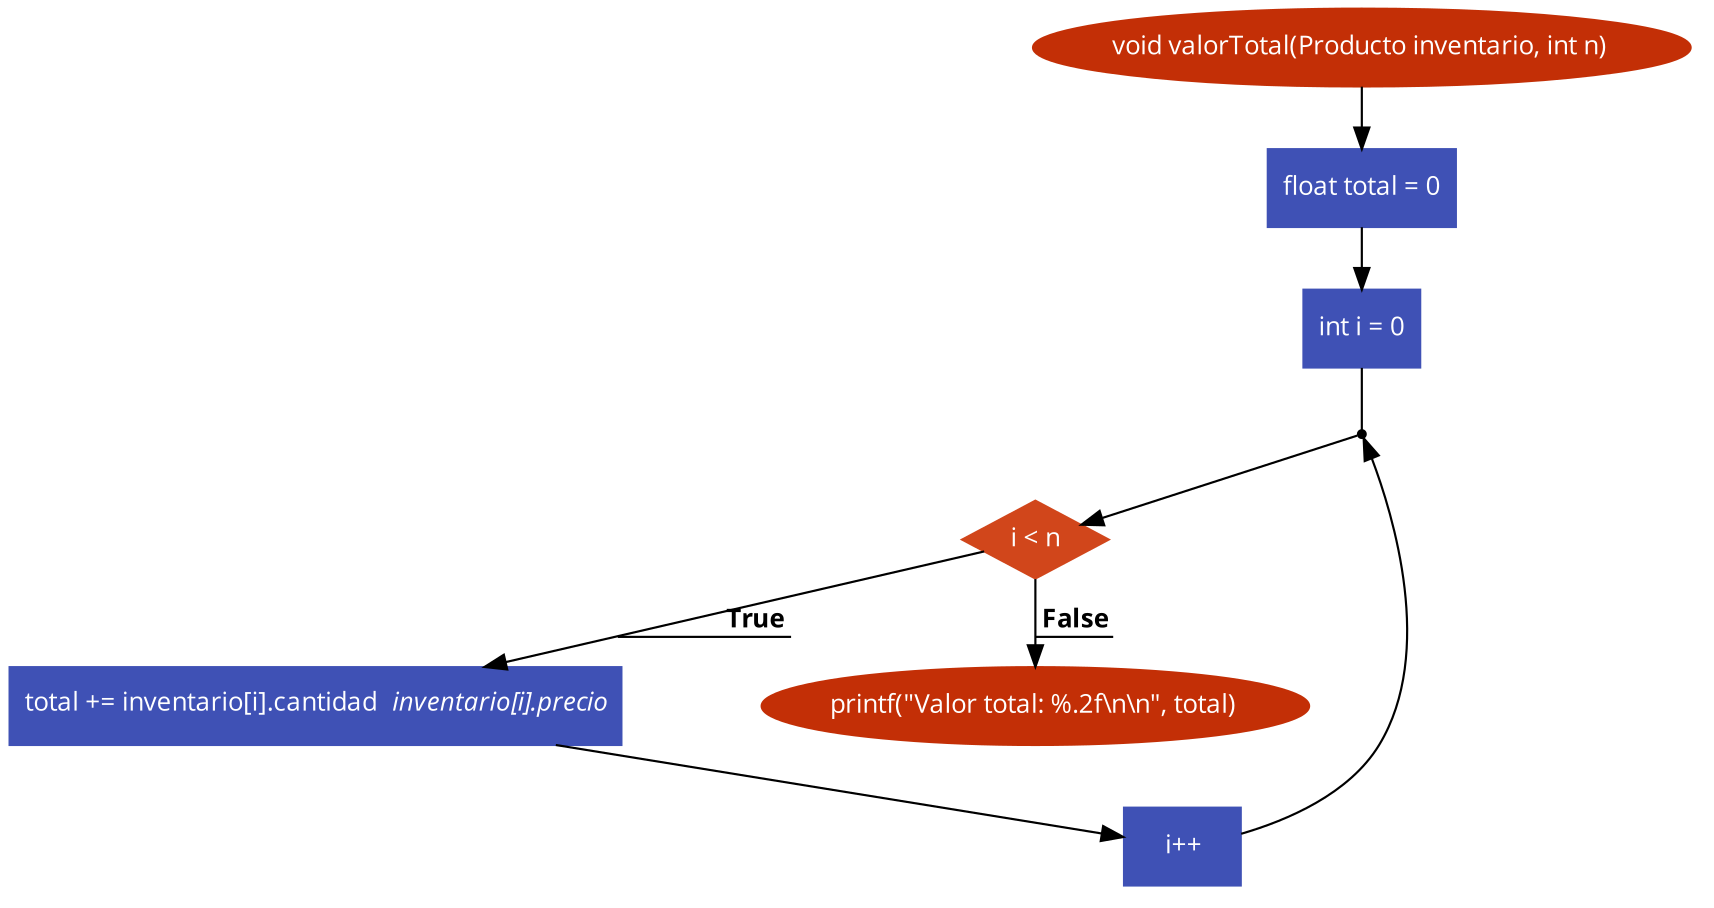 void valorTotal(Producto inventario, int n)
float total = 0
int i = 0
i < n
True
False
total += inventario[i].cantidad  inventario[i].precio
printf("Valor total: %.2f\n\n", total)
i++